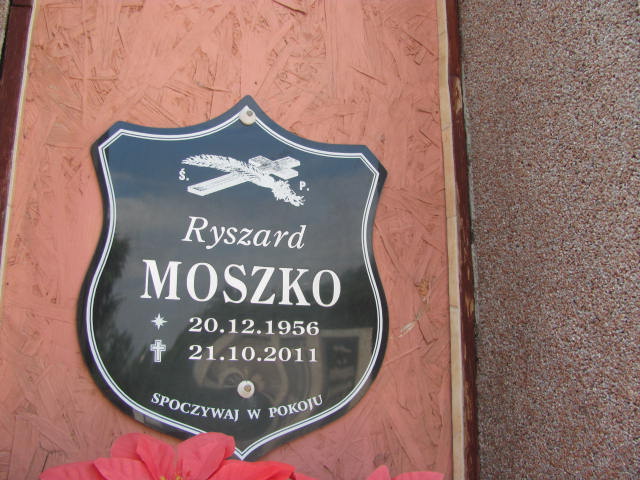 Ś. P.
Ryszard
MOSZKO
20.12.1956
21.10.2011
SPOCZYWAJ W POKOJU